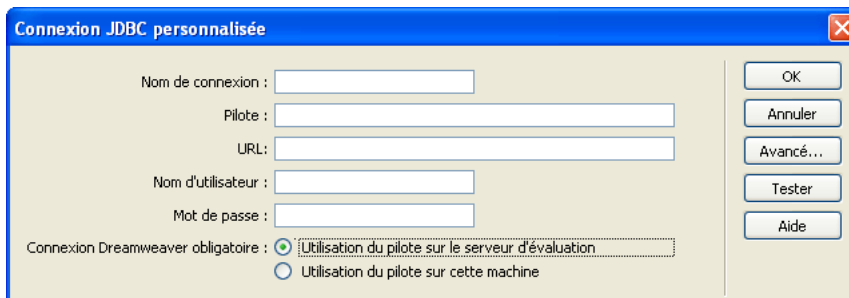 Connexion JDBC personnalisée
Nom de connexion :
OK
Pilote :
Annuler
URL:
Avancé...
Nom d'utilisateur :
Tester
Mot de passe :
Aide
Connexion Dreamweaver obligatoire : Utilisation du pilote sur le serveur d'évaluation
Utilisation du pilote sur cette machine